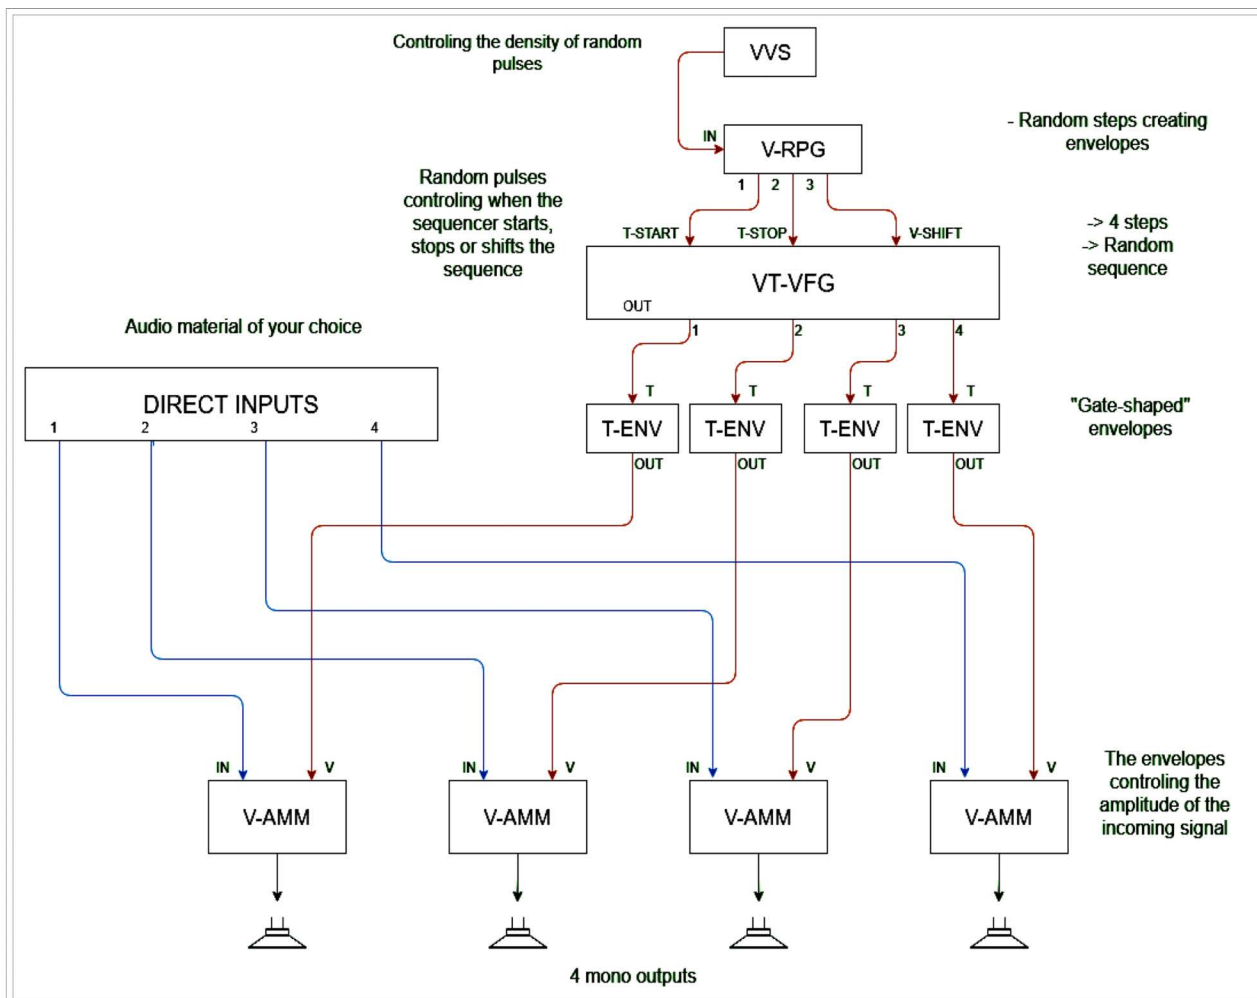 Controling the density of random
pulses
VVS
IN
V-RPG
- Random steps creating
envelopes
1 2 3
Random pulses
controling when the
sequencer starts,
stops or shifts the
sequence
T-START T-STOP V-SHIFT
-> 4 steps
-> Random
sequence
VT-VFG
OUT
1 2 3 4
Audio material of your choice
DIRECT INPUTS
1 2 3 4
T T T T
T-ENV T-ENV T-ENV T-ENV
OUT OUT OUT OUT
"Gate-shaped"
envelopes
IN V IN V IN V IN V
V-AMM V-AMM V-AMM V-AMM
The envelopes
controling the
amplitude of the
incoming signal
4 mono outputs